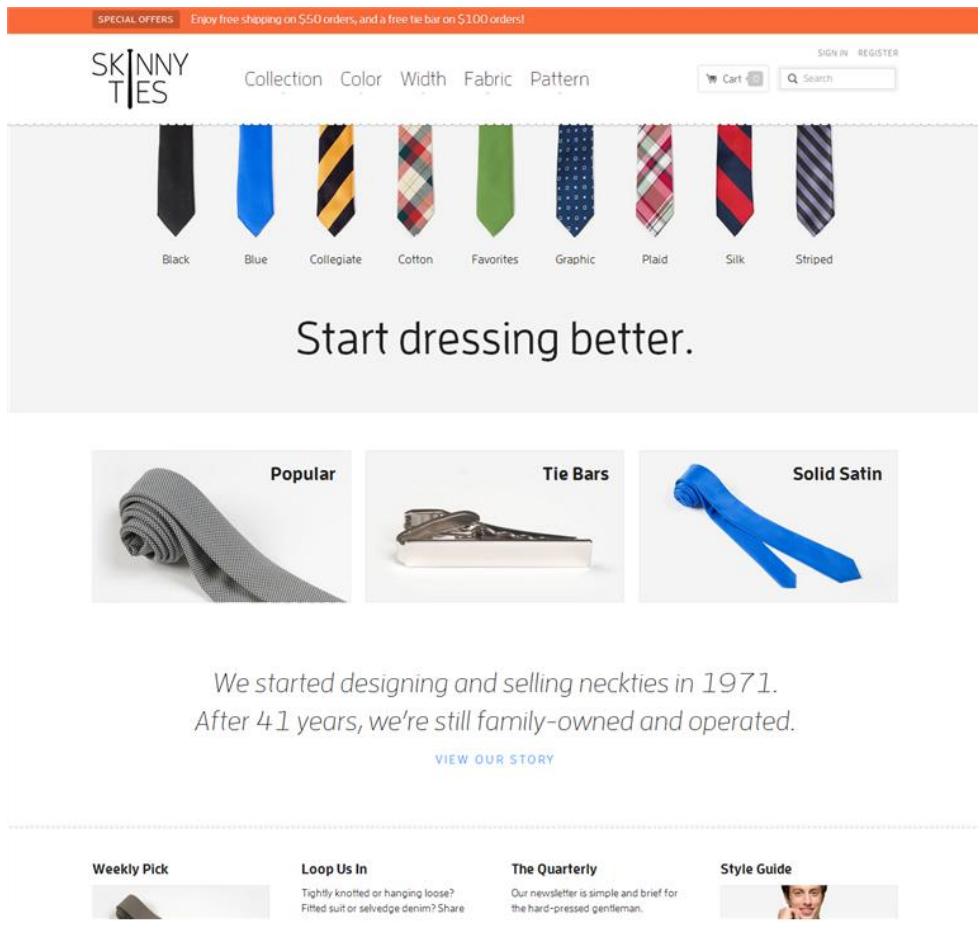 SPECIAL OFFERS Enjoy free shipping on $50 orders, and a free tie bar on $100 orders!
SIGN IN REGISTER
SKINNY
TIES
Collection Color Width Fabric Pattern
Cart 0
Search
Black Blue Collegiate Cotton Favorites Graphic Plaid Silk Striped
Start dressing better.
Popular
Tie Bars
Solid Satin
We started designing and selling neckties in 1971.
After 41 years, we're still family-owned and operated.
VIEW OUR STORY
Weekly Pick
Loop Us In
Tightly knotted or hanging loose?
Fitted suit or selvedge denim? Share
The Quarterly
Our newsletter is simple and brief for
the hard-pressed gentleman.
Style Guide